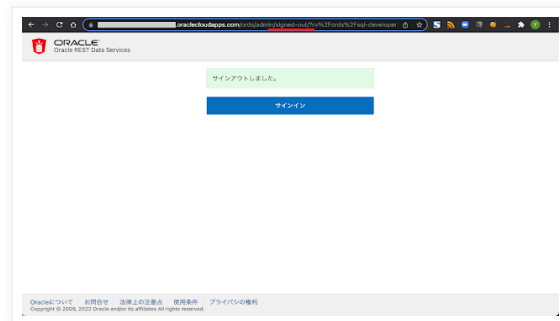 .oraclecloudapps.com/ords/admin/signed-out/?r=%2Fords%2Fsql-developer
ORACLE
Oracle REST Data Services
サインアウトしました。
サインイン
Oracleについて お問合せ 法律上の注意点 使用条件 プライバシの権利
Copyright © 2009, 2022 Oracle and/or its affiliates All rights reserved.